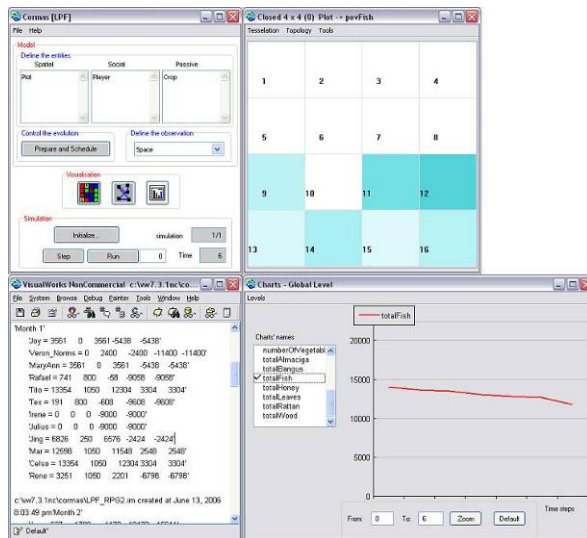 Cormas [LPF]
File Help
Model
Define the entities
Spatial Social Passive
Plot Player Crop
Control the evolution Define the observation
Prepare and Schedule Space
Visualisation
Simulation
Initialize... simulation 1/1
Step Run 0 Time 6
Closed 4 x 4 (8) Plot -> povFish
Tesselation Topology Tools
1 2 3 4
5 6 7 8
9 10 11 12
13 14 15 16
VisualWorks NonCommercial c:\vw7.3.1nc\co...
File System Browse Debug Painter Tools Window Help
'Month 1'
'Joy = 3561 0 3561 -5438 -5438'
'Veron_Norms = 0 2400 -2400 -11400 -11400'
'MaryAnn = 3561 0 3561 -5438 -5438'
'Rafael = 741 800 -58 -9058 -9058'
'Tito = 13354 1050 12304 3304 3304'
'Tex = 191 800 -608 -9608 -9608'
'Irene = 0 0 0 -9000 -9000'
'Julius = 0 0 0 -9000 -9000'
'Jing = 6826 250 6576 -2424 -2424'
'Mar = 12598 1050 11548 2548 2548'
'Celso = 13354 1050 12304 3304 3304'
'Rene = 3251 1050 2201 -6798 -6798'
c:\vw7.3.1nc\cormas\LPF_RPG2.im created at June 13, 2006
8:03:49 pm'Month 2'
Default'
Charts - Global Level
Levels
totalFish
Charts' names
numberOfVegetabl
totalAlmaciga
totalBangus
totalFish
totalHoney
totalLeaves
totalRattan
totalWood
20000
15000
10000
5000
0
Time steps
From: 0 To: 6 Zoom Default